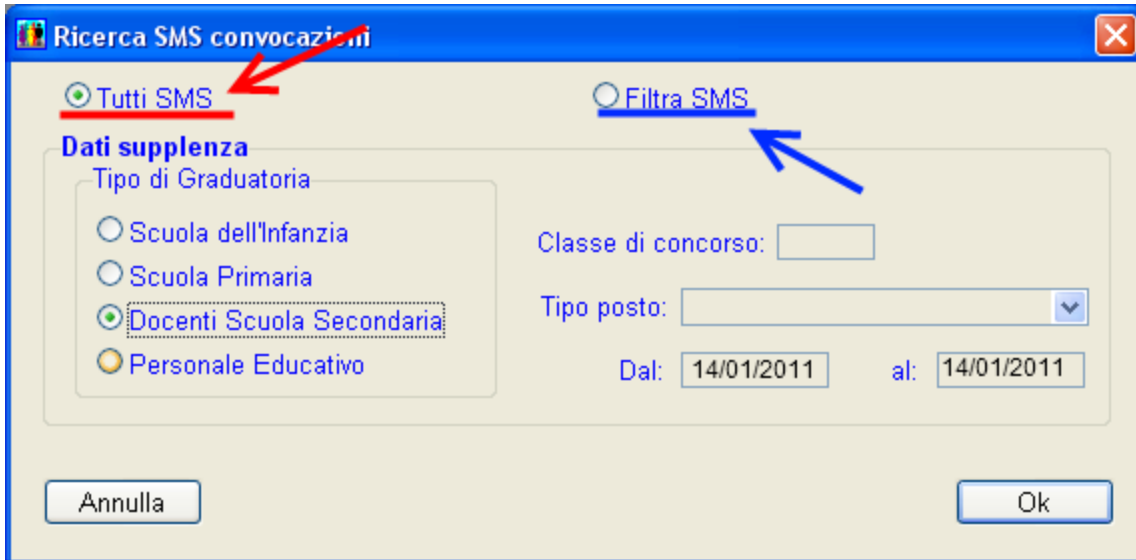 Ricerca SMS convocazioni
Tutti SMS
Filtra SMS
Dati supplenza
Tipo di Graduatoria
Scuola dell'Infanzia
Scuola Primaria
Docenti Scuola Secondaria
Personale Educativo
Classe di concorso:
Tipo posto:
Dal: 14/01/2011 al: 14/01/2011
Annulla
Ok